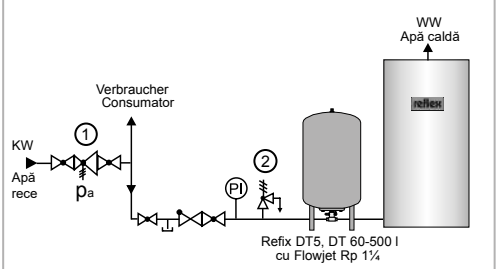 WW
Apă caldă
reflex
Verbraucher
Consumator
1
KW
Apă
rece
pa
2
PI
Refix DT5, DT 60-500 l
cu Flowjet Rp 1¼